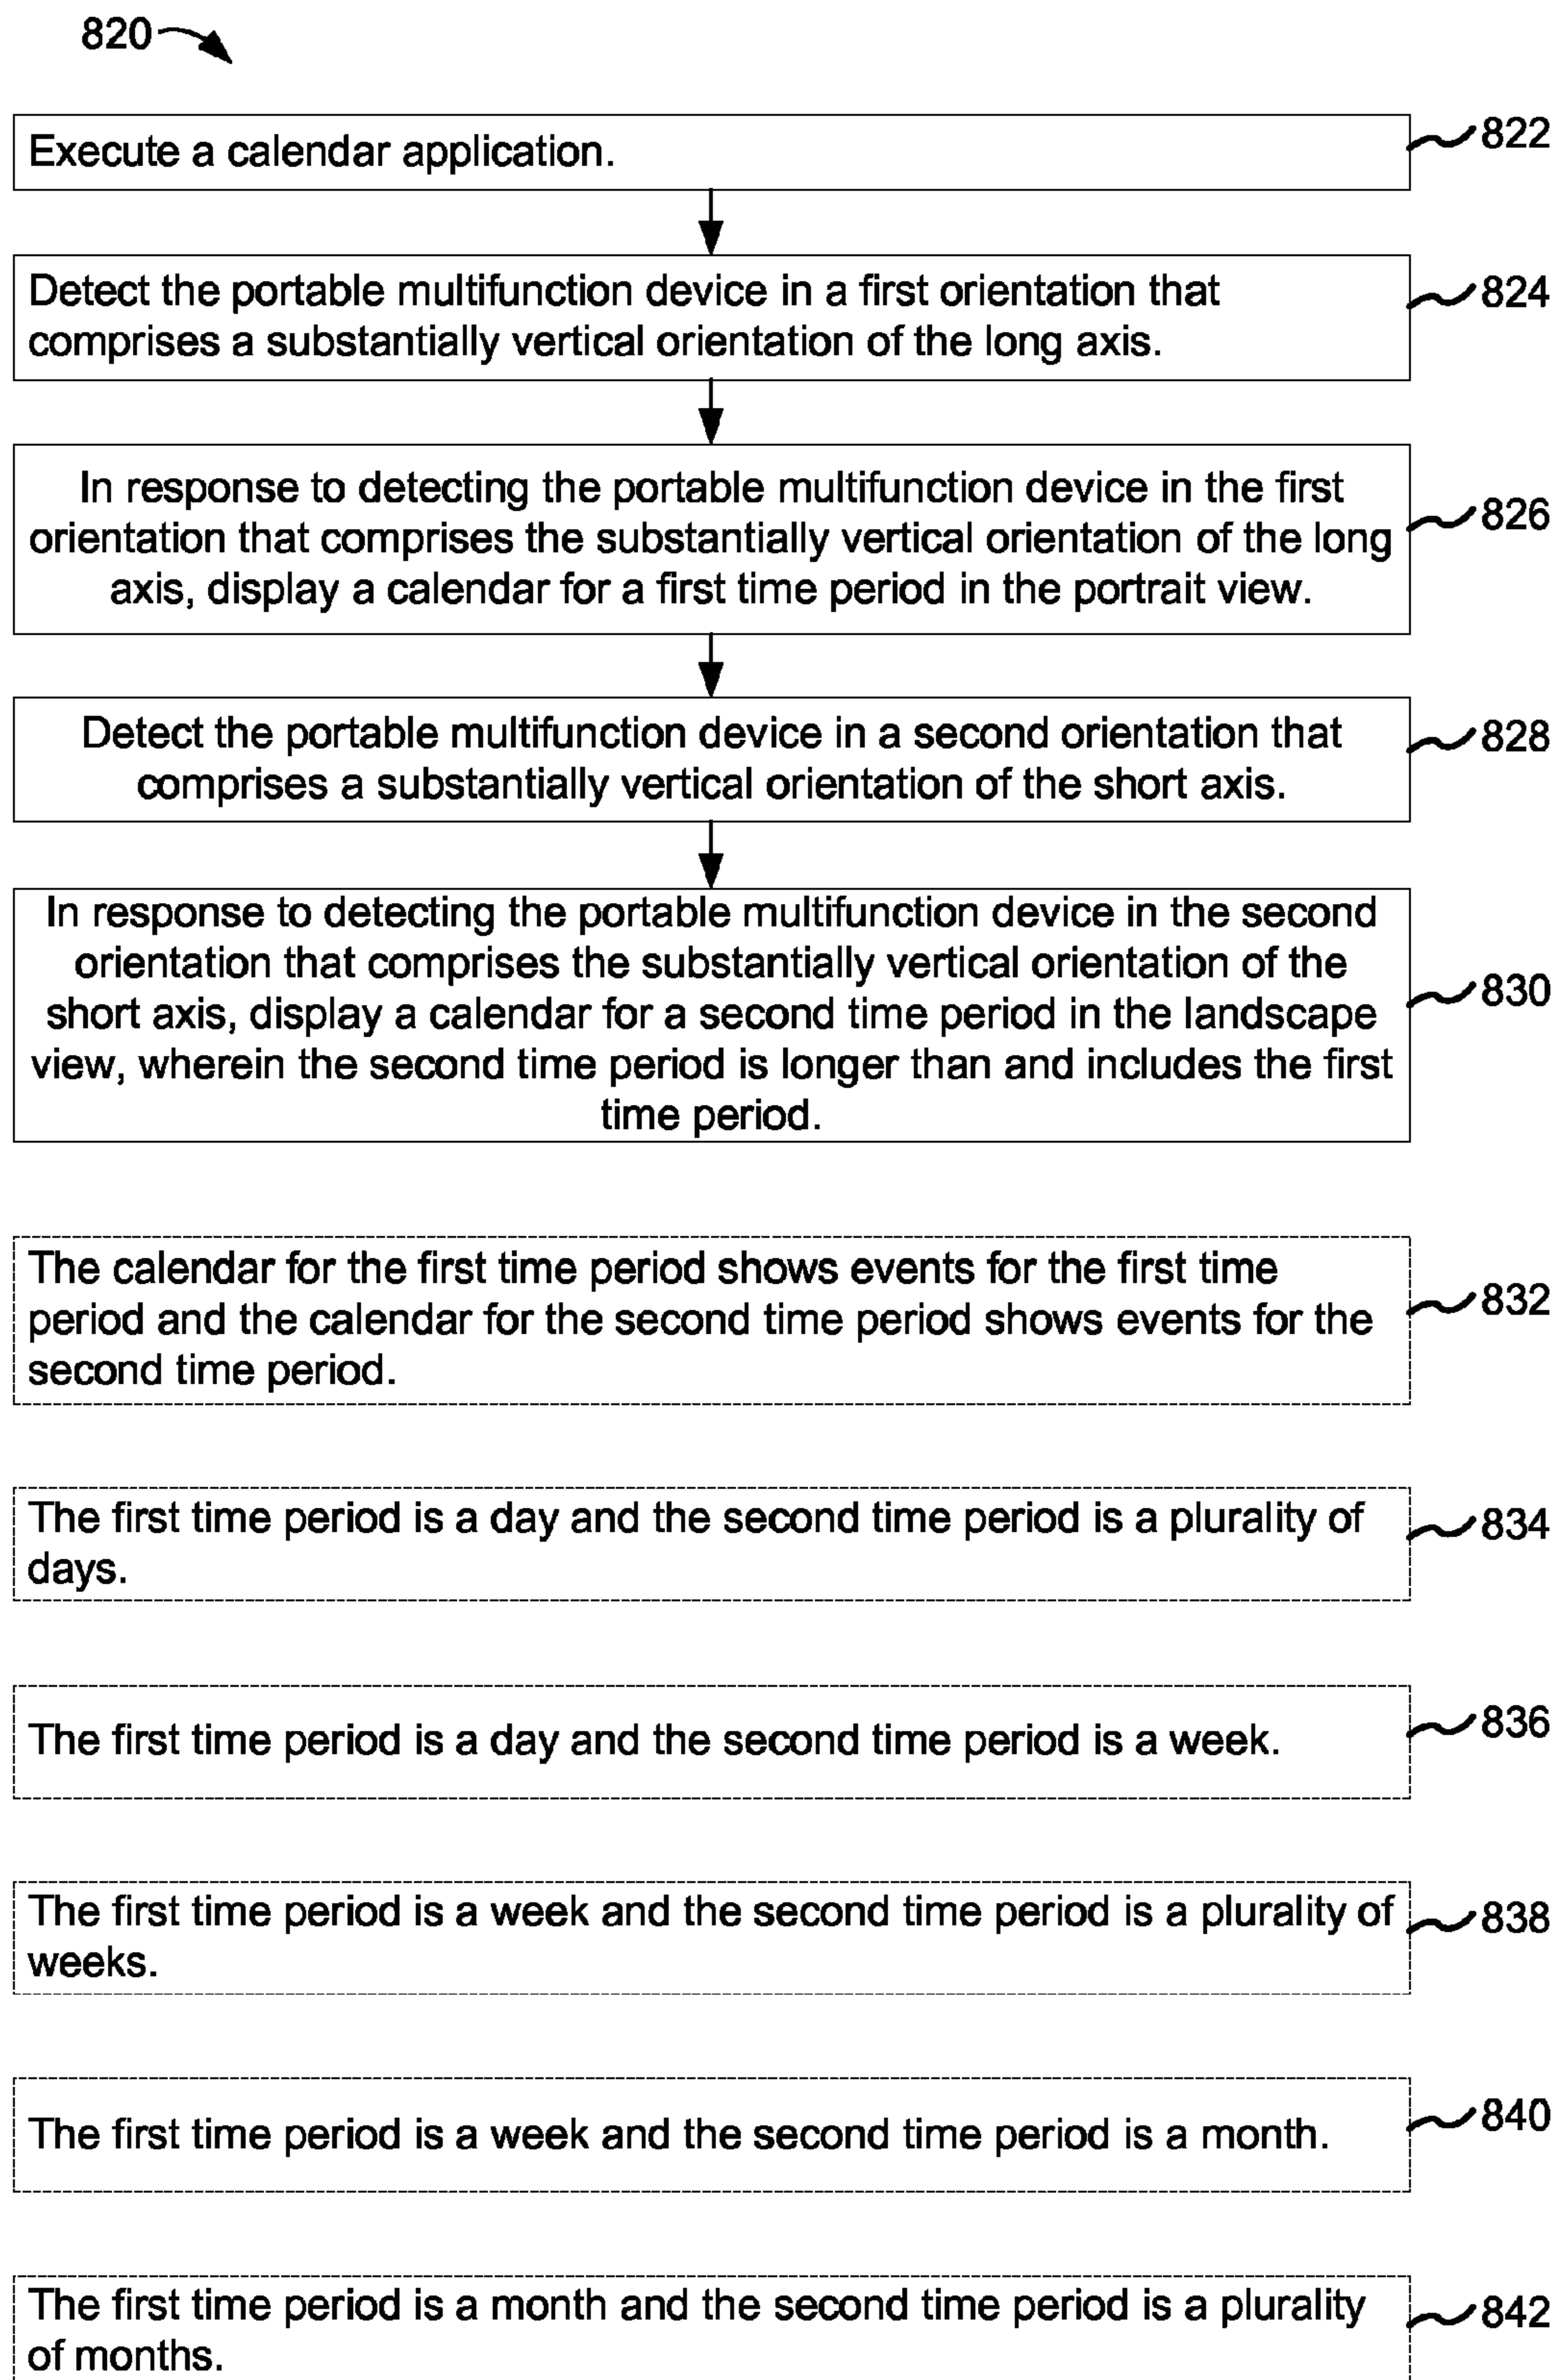 820
Execute a calendar application.
822
Detect the portable multifunction device in a first orientation that
comprises a substantially vertical orientation of the long axis.
824
In response to detecting the portable multifunction device in the first
orientation that comprises the substantially vertical orientation of the long
axis, display a calendar for a first time period in the portrait view.
826
Detect the portable multifunction device in a second orientation that
comprises a substantially vertical orientation of the short axis.
828
In response to detecting the portable multifunction device in the second
orientation that comprises the substantially vertical orientation of the
short axis, display a calendar for a second time period in the landscape
view, wherein the second time period is longer than and includes the first
time period.
830
The calendar for the first time period shows events for the first time
period and the calendar for the second time period shows events for the
second time period.
832
The first time period is a day and the second time period is a plurality of
days.
834
The first time period is a day and the second time period is a week.
836
The first time period is a week and the second time period is a plurality of
weeks.
838
The first time period is a week and the second time period is a month.
840
The first time period is a month and the second time period is a plurality
of months.
842